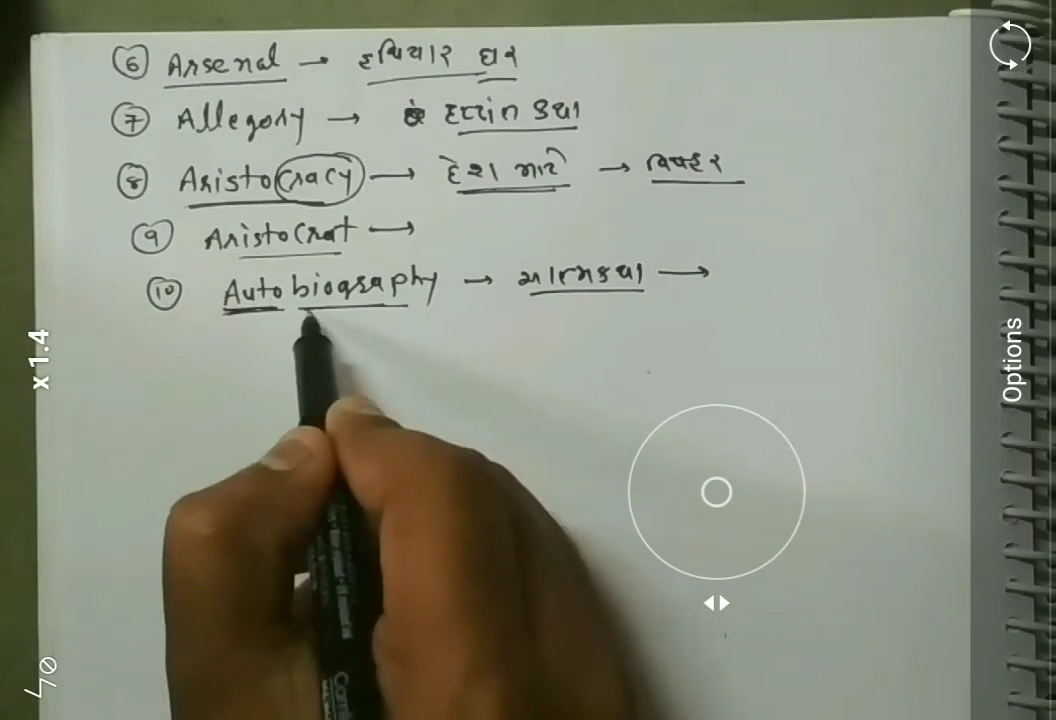 ⑥ Arsenal → હથિયાર ઘર
⑦ Allegory → દ્રષ્ટાંત કથા
⑧ Aristocracy → દેશ માટે →
⑨ Aristocrat →
⑩ Autobiography → આત્મકથા →
x 1.4
Options